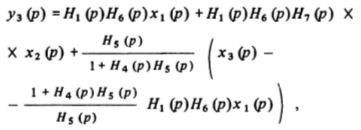 y₃(p) = H₁(p)H₆(p)x₁(p) + H₁(p)H₆(p)H₇(p) ×
× x₂(p) + H₅(p) / (1 + H₄(p)H₅(p)) ( x₃(p) −
− (1 + H₄(p)H₅(p)) / H₅(p) H₁(p)H₆(p)x₁(p) ) ,